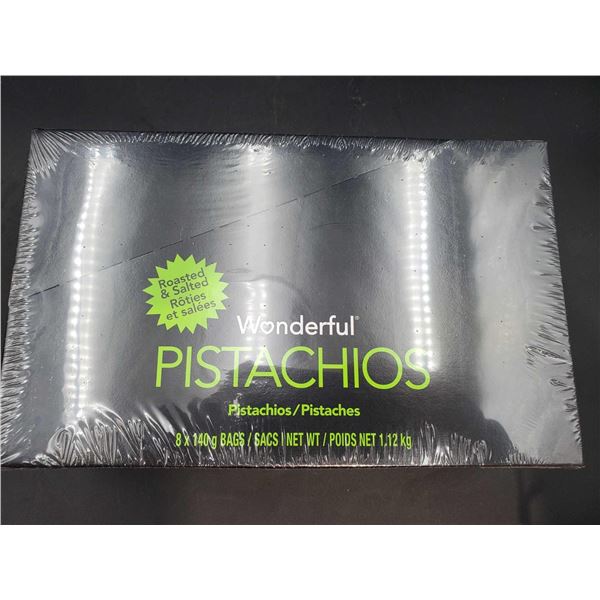 Roasted
& Salted
Rôties
et salées
Wonderful®
PISTACHIOS
Pistachios/Pistaches
8 x 140 g BAGS / SACS | NET WT / POIDS NET 1.12 kg